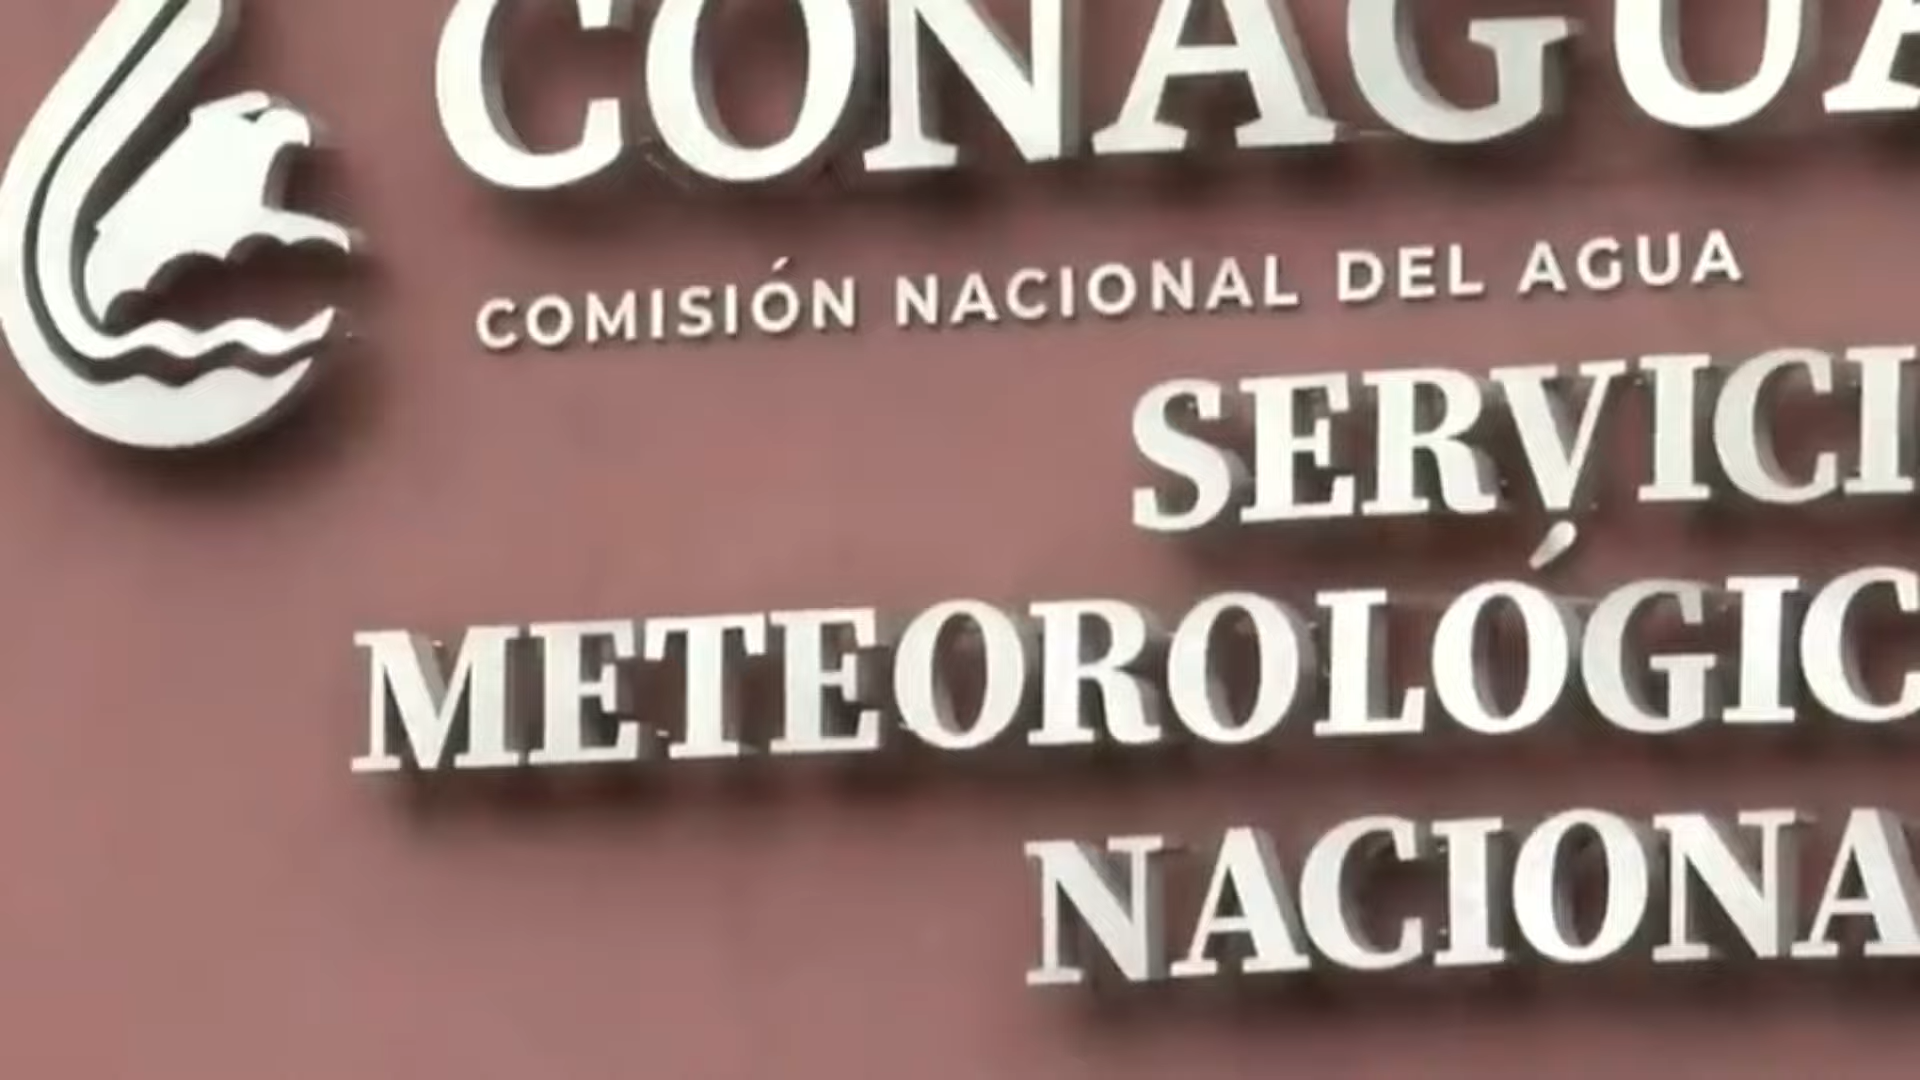 CONAGUA
COMISIÓN NACIONAL DEL AGUA
SERVICI
METEOROLÓGIC
NACIONA